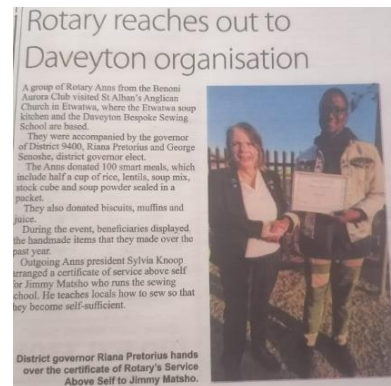 Rotary reaches out to
Daveyton organisation
A group of Rotary Anns from the Benoni
Aurora Club visited St Alban's Anglican
Church in Etwatwa, where the Etwatwa soup
kitchen and the Daveyton Bespoke Sewing
School are based.
They were accompanied by the governor
of District 9400, Riana Pretorius and George
Senoshe, district governor elect.
The Anns donated 100 smart meals, which
include half a cup of rice, lentils, soup mix,
stock cube and soup powder sealed in a
packet.
They also donated biscuits, muffins and
juice.
During the event, beneficiaries displayed
the handmade items that they made over the
past year.
Outgoing Anns president Sylvia Knoop
rranged a certificate of service above self
or Jimmy Matsho who runs the sewing
chool. He teaches locals how to sew so that
hey become self-sufficient.
District governor Riana Pretorius hands
over the certificate of Rotary's Service
Above Self to Jimmy Matsho.